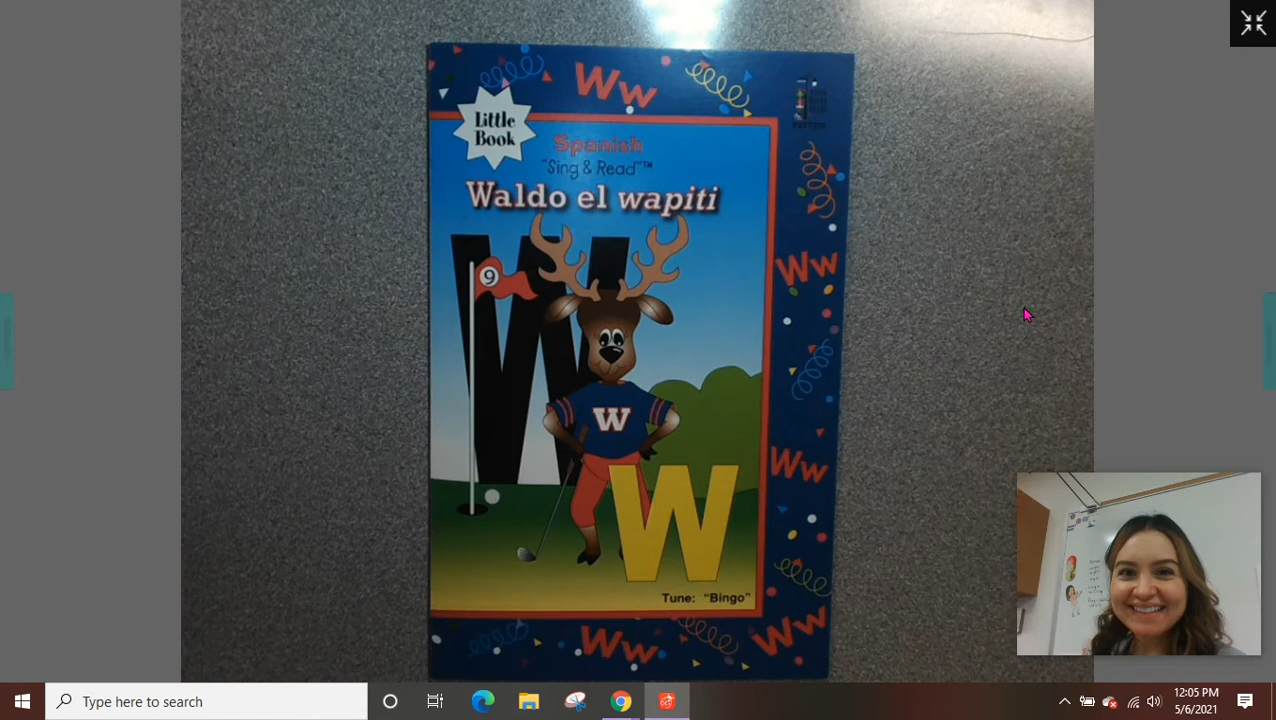 Ww
Little
Book
Spanish
"Sing & Read"™
Waldo el wapiti
W
9
Ww
W
Ww
W
Tune: "Bingo"
Ww
Ww
Type here to search
12:05 PM
5/6/2021